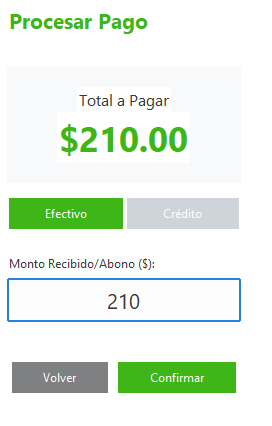 Procesar Pago
Total a Pagar
$210.00
Efectivo Crédito
Monto Recibido/Abono ($):
210
Volver Confirmar